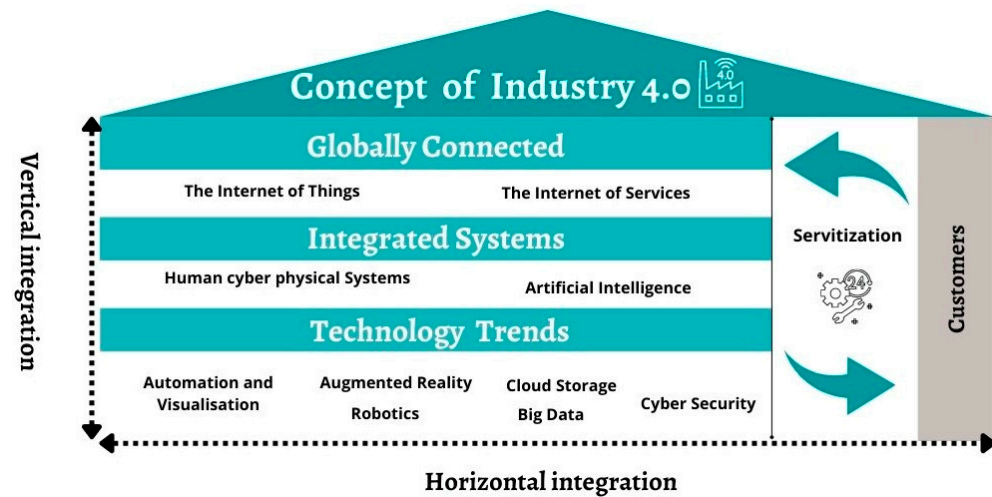 Concept of Industry 4.0
4.0
Globally Connected
The Internet of Things
The Internet of Services
Integrated Systems
Human cyber physical Systems
Artificial Intelligence
Technology Trends
Automation and
Visualisation
Augmented Reality
Robotics
Cloud Storage
Big Data
Cyber Security
Servitization
24
Customers
Vertical integration
Horizontal integration